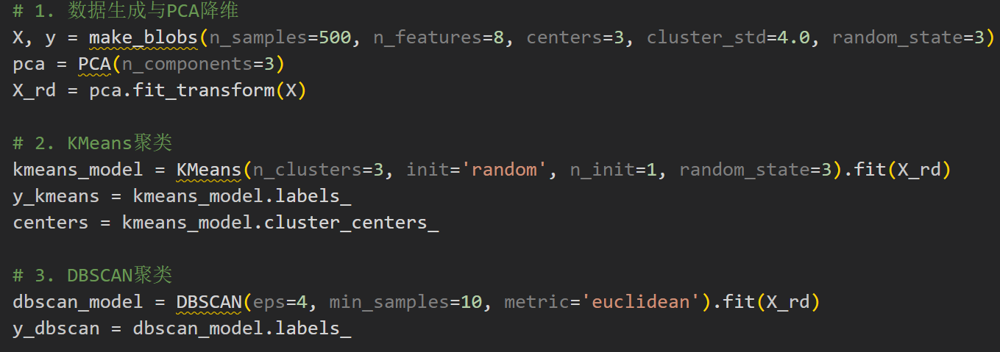 # 1. 数据生成与PCA降维
X, y = make_blobs(n_samples=500, n_features=8, centers=3, cluster_std=4.0, random_state=3)
pca = PCA(n_components=3)
X_rd = pca.fit_transform(X)
# 2. KMeans聚类
kmeans_model = KMeans(n_clusters=3, init='random', n_init=1, random_state=3).fit(X_rd)
y_kmeans = kmeans_model.labels_
centers = kmeans_model.cluster_centers_
# 3. DBSCAN聚类
dbscan_model = DBSCAN(eps=4, min_samples=10, metric='euclidean').fit(X_rd)
y_dbscan = dbscan_model.labels_